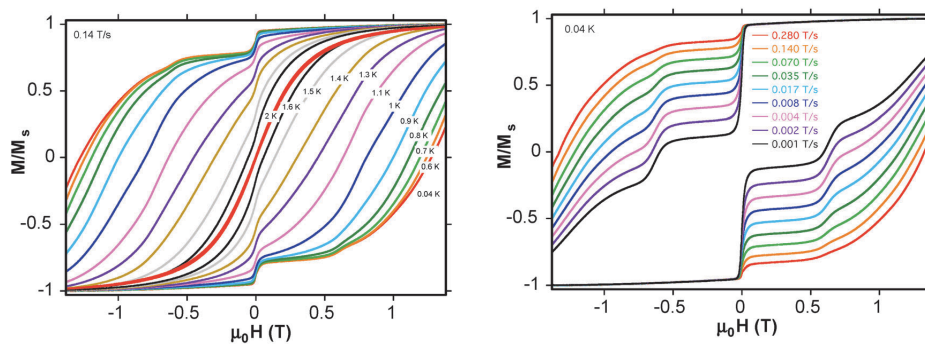 0.14 T/s
M/Ms
1
0.5
0
-0.5
-1
-1
-0.5
0
0.5
1
μ₀H (T)
2 K
1.6 K
1.5 K
1.4 K
1.3 K
1.1 K
1 K
0.9 K
0.8 K
0.7 K
0.6 K
0.04 K
0.04 K
M/Ms
1
0.5
0
-0.5
-1
-1
-0.5
0
0.5
1
μ₀H (T)
0.280 T/s
0.140 T/s
0.070 T/s
0.035 T/s
0.017 T/s
0.008 T/s
0.004 T/s
0.002 T/s
0.001 T/s